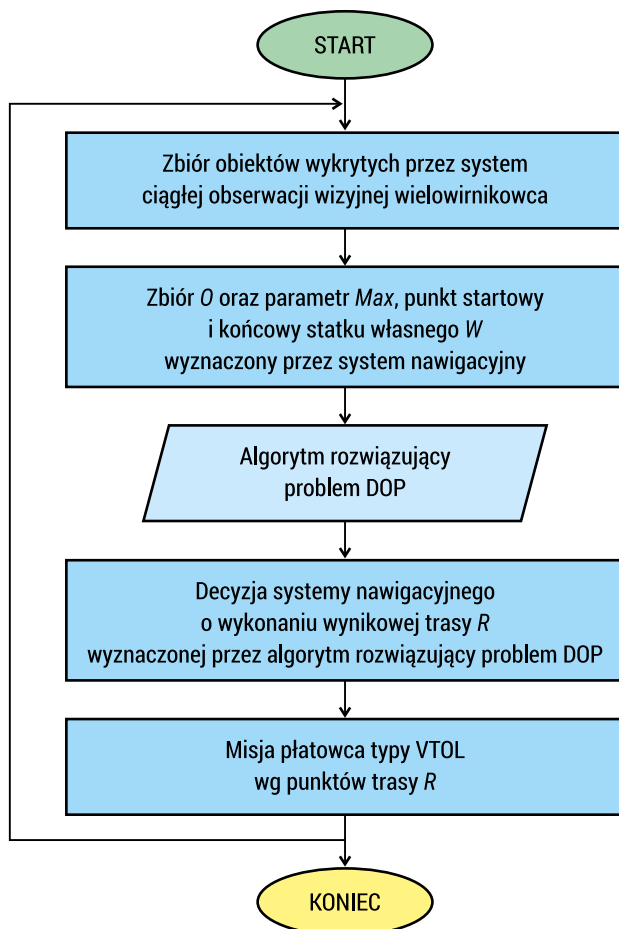 START
Zbiór obiektów wykrytych przez system
ciągłej obserwacji wizyjnej wielowirnikowca
Zbiór O oraz parametr Max, punkt startowy
i końcowy statku własnego W
wyznaczony przez system nawigacyjny
Algorytm rozwiązujący
problem DOP
Decyzja systemy nawigacyjnego
o wykonaniu wynikowej trasy R
wyznaczonej przez algorytm rozwiązujący problem DOP
Misja płatowca typy VTOL
wg punktów trasy R
KONIEC